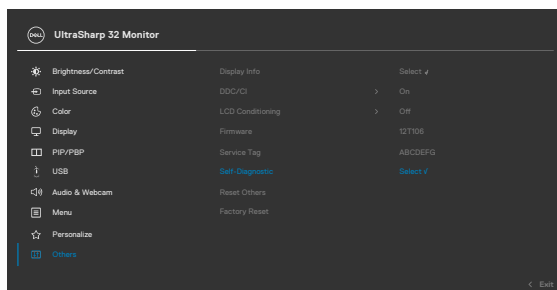 DELL UltraSharp 32 Monitor
Brightness/Contrast Display Info Select
Input Source DDC/CI > On
Color LCD Conditioning > Off
Display Firmware 12T106
PIP/PBP Service Tag ABCDEFG
USB Self-Diagnostic Select
Audio & Webcam Reset Others
Menu Factory Reset
Personalize
Others
< Exit